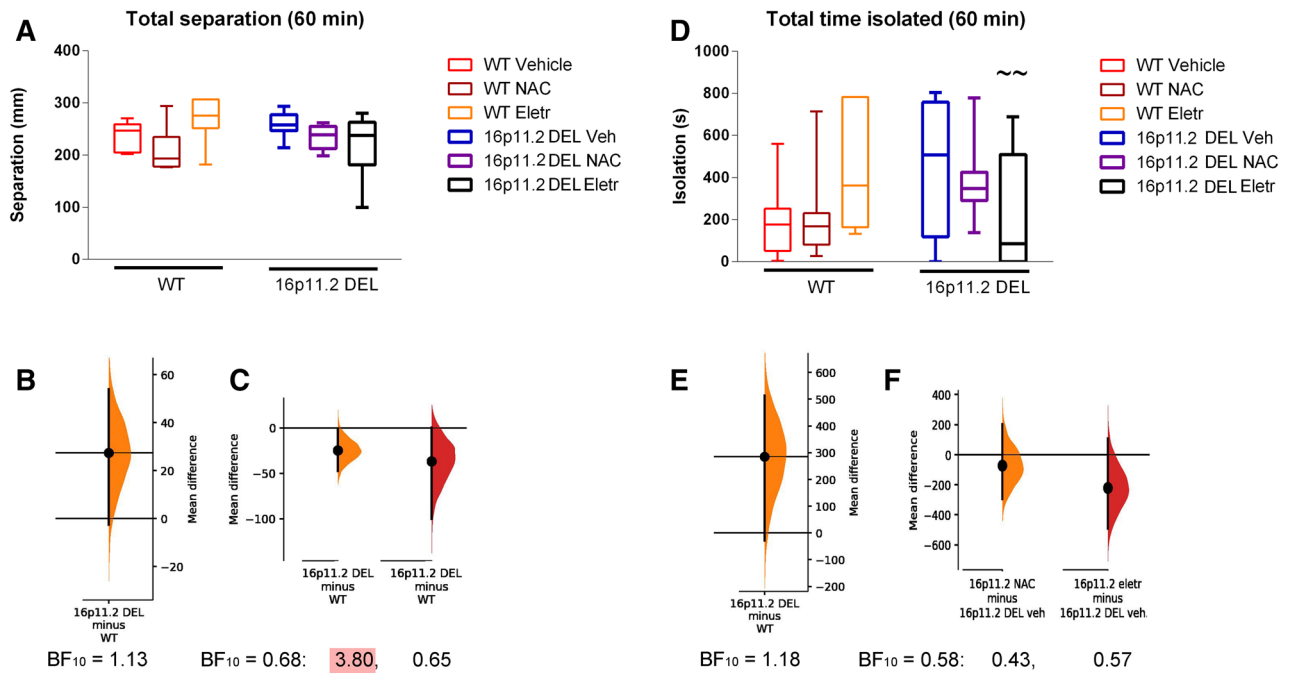 A
Total separation (60 min)
Separation (mm)
400
300
200
100
0
WT
16p11.2 DEL
WT Vehicle
WT NAC
WT Eletr
16p11.2 DEL Veh
16p11.2 DEL NAC
16p11.2 DEL Eletr
D
Total time isolated (60 min)
Isolation (s)
1000
800
600
400
200
0
~~
WT
16p11.2 DEL
WT Vehicle
WT NAC
WT Eletr
16p11.2 DEL Veh
16p11.2 DEL NAC
16p11.2 DEL Eletr
B
60
40
20
0
−20
Mean difference
16p11.2 DEL
minus
WT
BF10 = 1.13
C
Mean difference
0
−50
−100
16p11.2 DEL
minus
WT
16p11.2 DEL
minus
WT
BF10 = 0.68: 3.80, 0.65
E
600
500
400
300
200
100
0
−100
−200
Mean difference
16p11.2 DEL
minus
WT
BF10 = 1.18
F
Mean difference
400
200
0
−200
−400
−600
16p11.2 NAC
minus
16p11.2 DEL veh
16p11.2 eletr
minus
16p11.2 DEL veh.
BF10 = 0.58: 0.43, 0.57